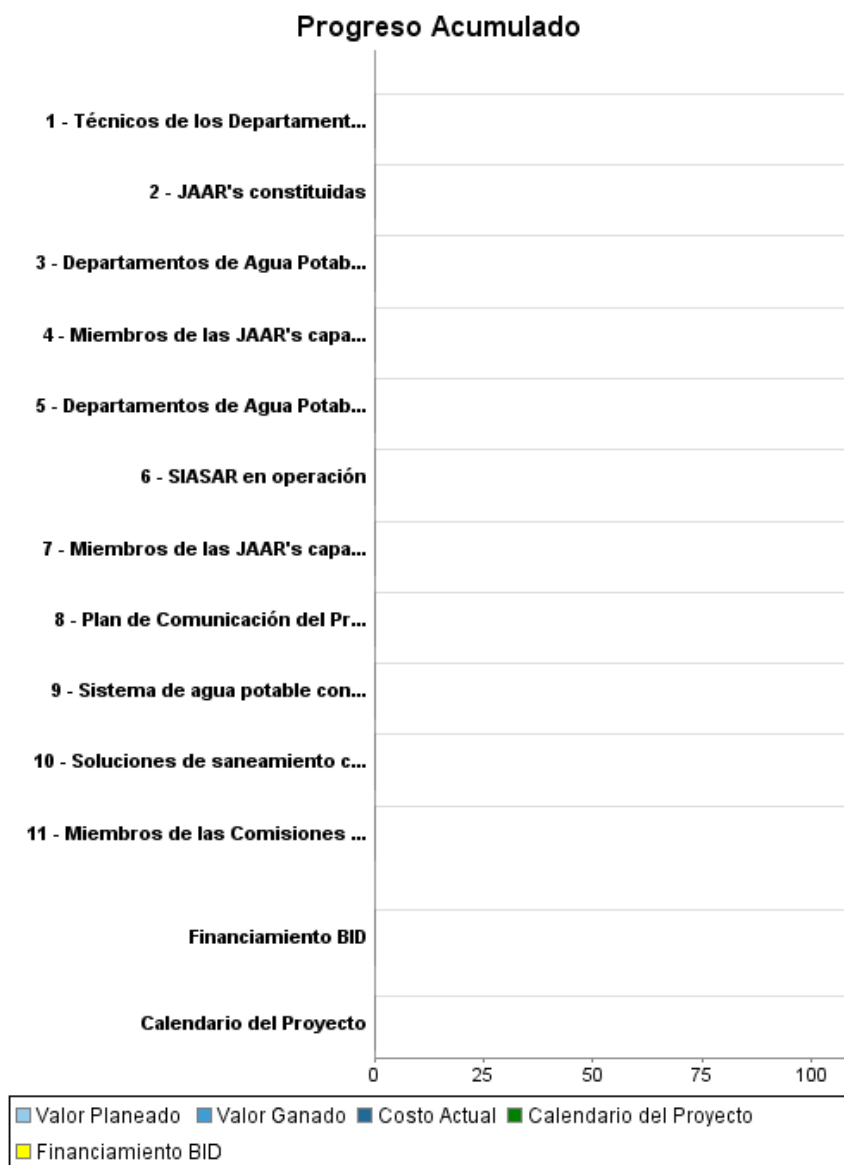 Progreso Acumulado
1 - Técnicos de los Departament...
2 - JAAR's constituidas
3 - Departamentos de Agua Potab...
4 - Miembros de las JAAR's capa...
5 - Departamentos de Agua Potab...
6 - SIASAR en operación
7 - Miembros de las JAAR's capa...
8 - Plan de Comunicación del Pr...
9 - Sistema de agua potable con...
10 - Soluciones de saneamiento c...
11 - Miembros de las Comisiones ...
Financiamiento BID
Calendario del Proyecto
0 25 50 75 100
Valor Planeado Valor Ganado Costo Actual Calendario del Proyecto
Financiamiento BID